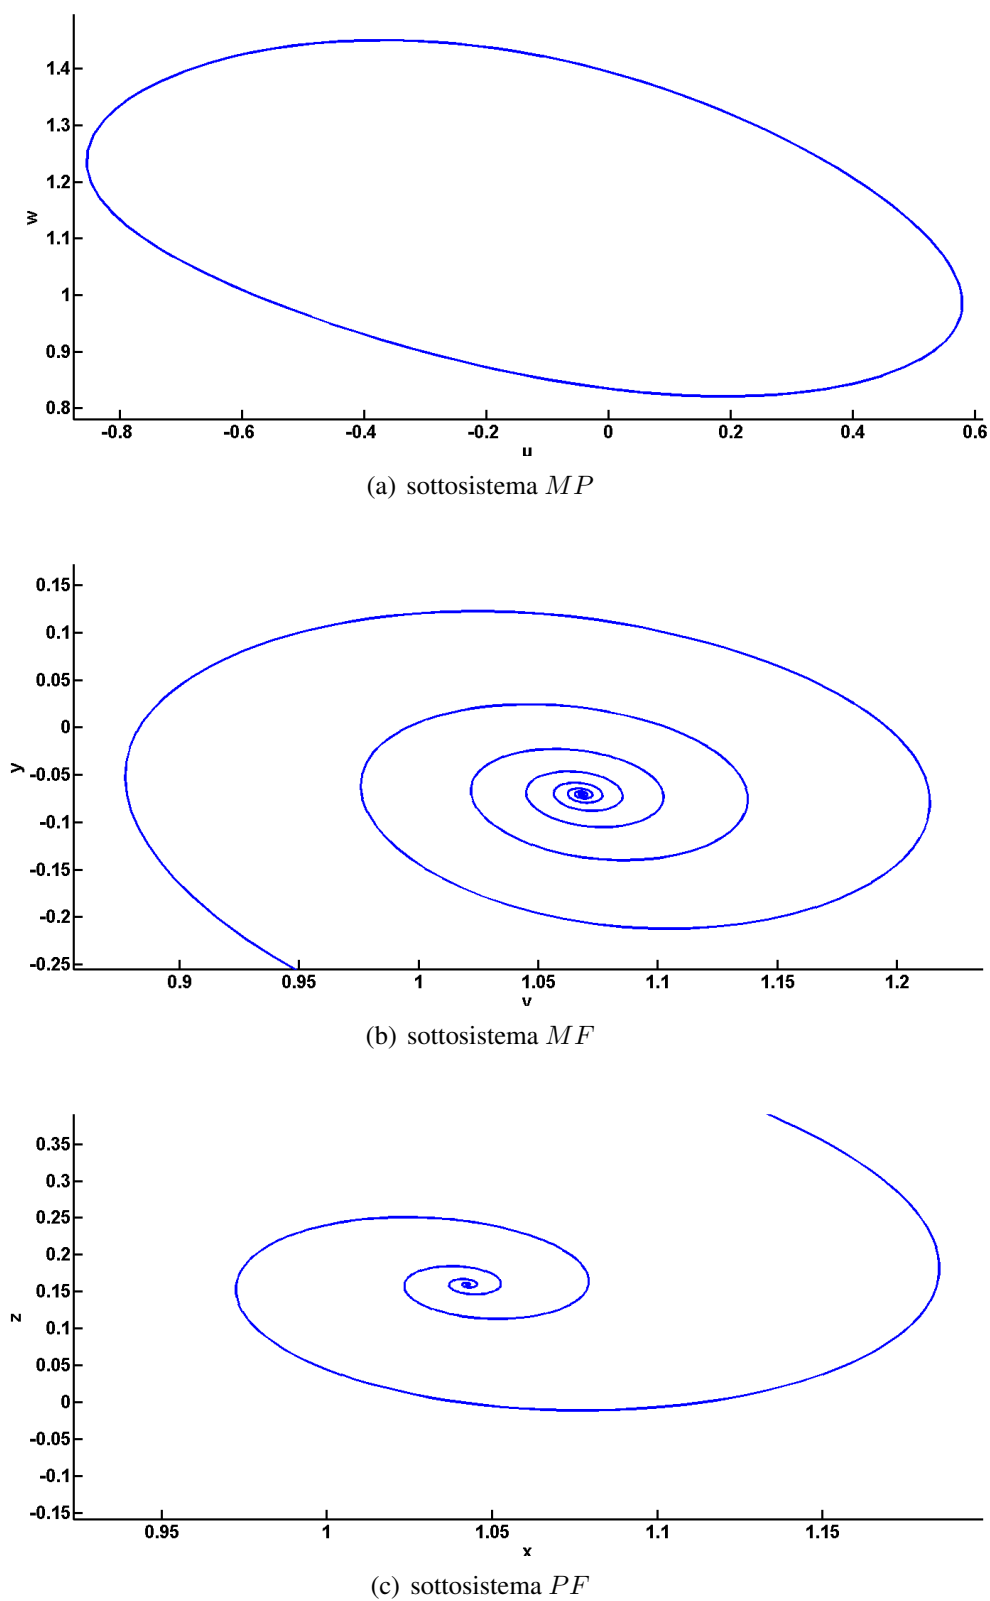 1.4
1.3
1.2
1.1
1
0.9
0.8
w
-0.8 -0.6 -0.4 -0.2 0 0.2 0.4 0.6
u
(a) sottosistema MP
0.15
0.1
0.05
0
-0.05
-0.1
-0.15
-0.2
-0.25
y
0.9 0.95 1 1.05 1.1 1.15 1.2
v
(b) sottosistema MF
0.35
0.3
0.25
0.2
0.15
0.1
0.05
0
-0.05
-0.1
-0.15
z
0.95 1 1.05 1.1 1.15
x
(c) sottosistema PF